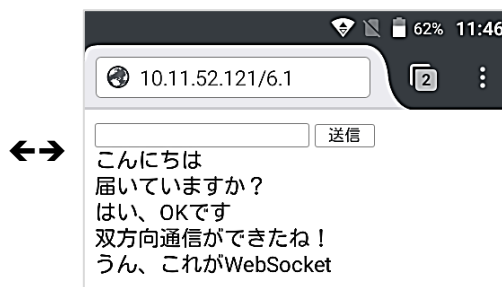 62% 11:46
10.11.52.121/6.1
2
送信
こんにちは
届いていますか？
はい、OKです
双方向通信ができたね！
うん、これがWebSocket